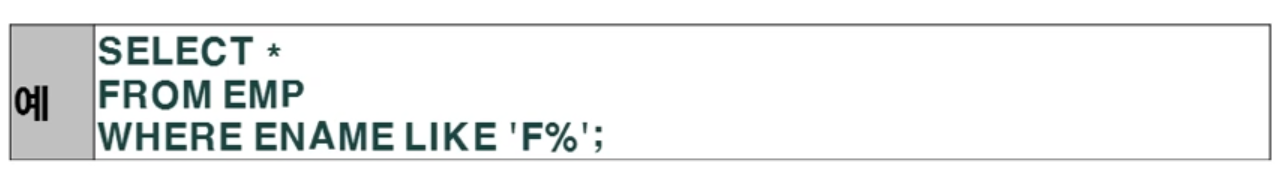 SELECT *
예
FROM EMP
WHERE ENAME LIKE 'F%';